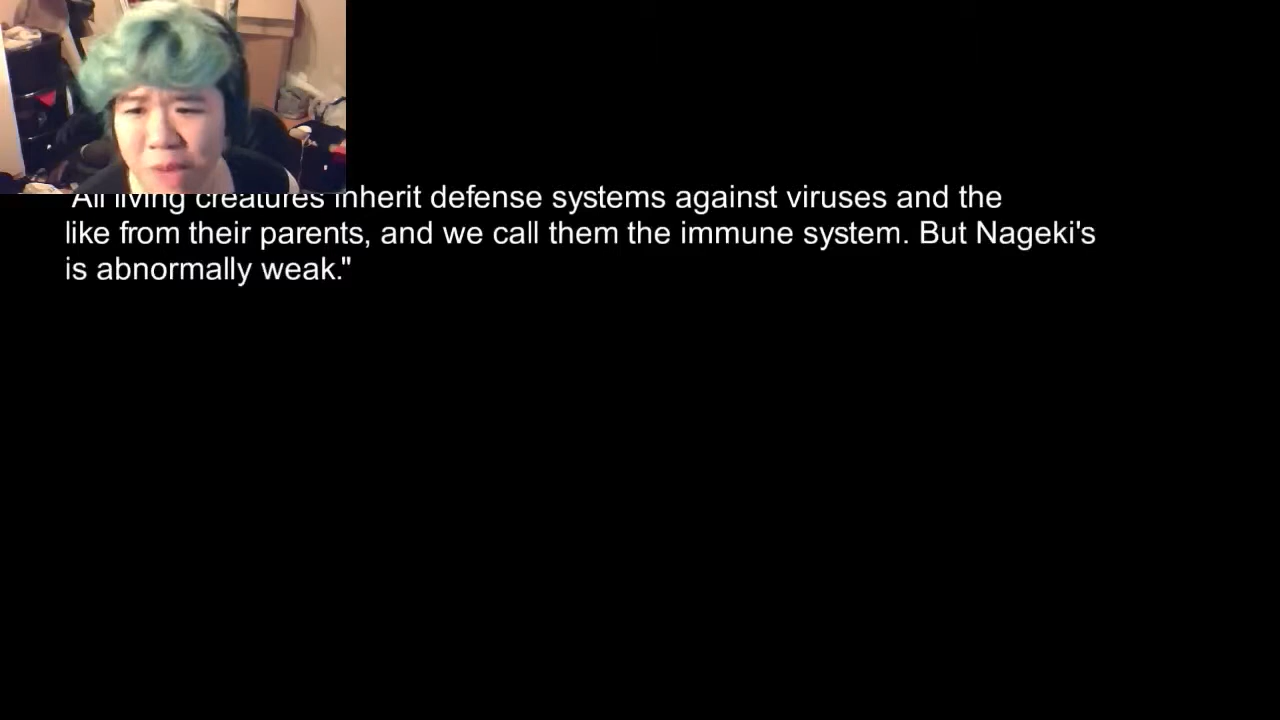 "All living creatures inherit defense systems against viruses and the
like from their parents, and we call them the immune system. But Nageki's
is abnormally weak."